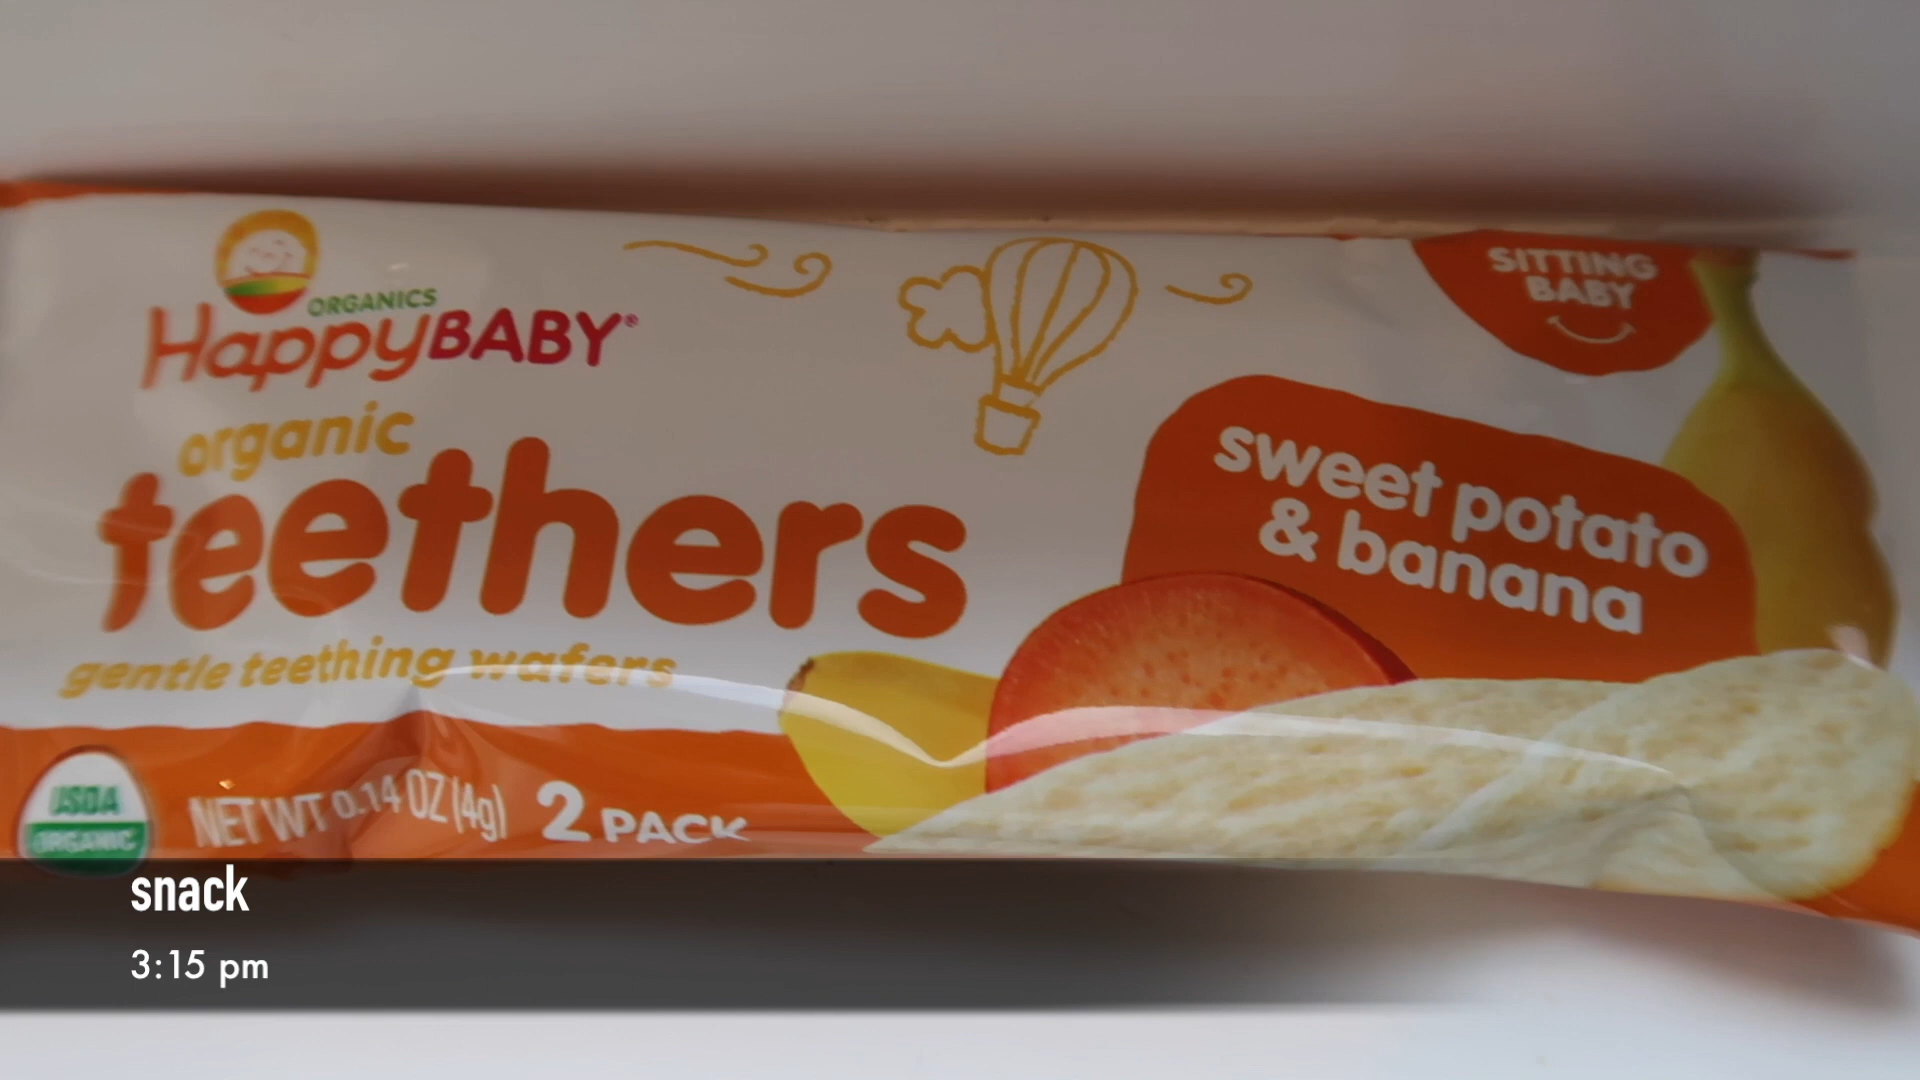 ORGANICS
HappyBABY®
organic
teethers
gentle teething wafers
SITTING
BABY
sweet potato
& banana
USDA
ORGANIC
NET WT 0.14 OZ (4g) 2 PACK
snack
3:15 pm